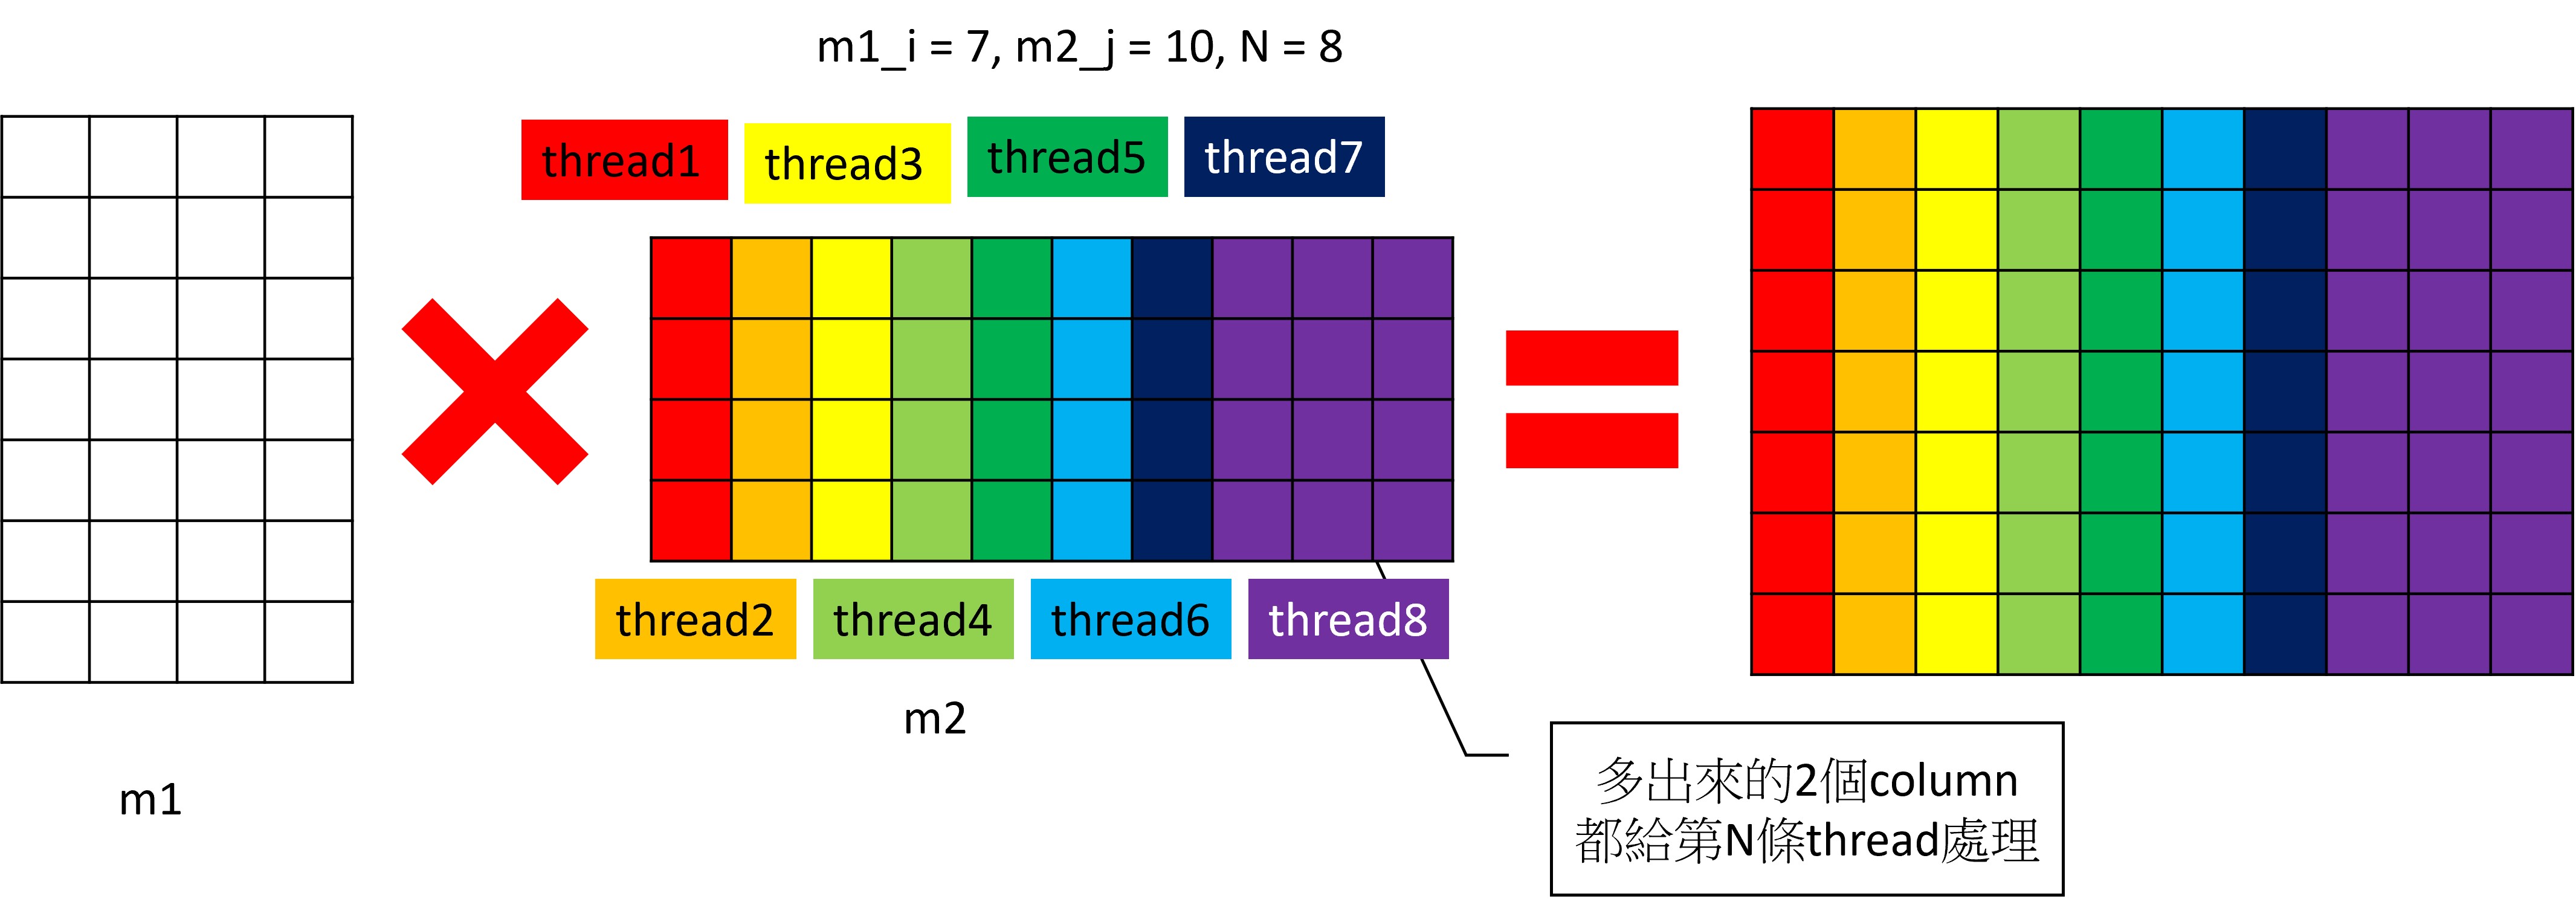 m1_i = 7, m2_j = 10, N = 8
thread1
thread3
thread5
thread7
thread2
thread4
thread6
thread8
m2
m1
多出來的2個column
都給第N條thread處理